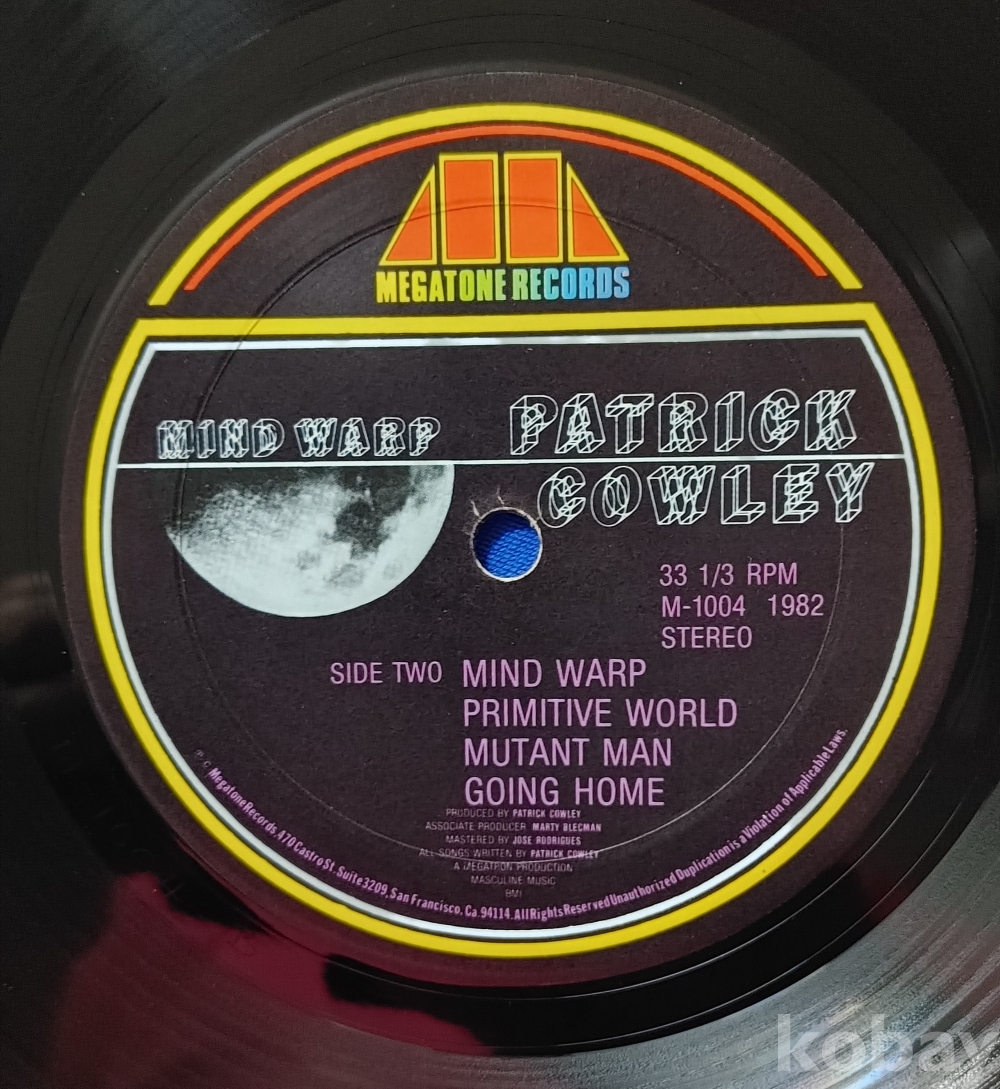 MEGATONE RECORDS
MIND WARP
PATRICK
COWLEY
33 1/3 RPM
M-1004 1982
STEREO
SIDE TWO MIND WARP
PRIMITIVE WORLD
MUTANT MAN
GOING HOME
PRODUCED BY PATRICK COWLEY
ASSOCIATE PRODUCER MARTY BLECMAN
MASTERED BY JOSE RODRIGUES
ALL SONGS WRITTEN BY PATRICK COWLEY
A MEGATRON PRODUCTION
MASCULINE MUSIC
BMI
℗ © Megatone Records, 470 Castro St. Suite 3209, San Francisco, Ca. 94114. All Rights Reserved Unauthorized Duplication is a Violation of Applicable Laws.
kobay